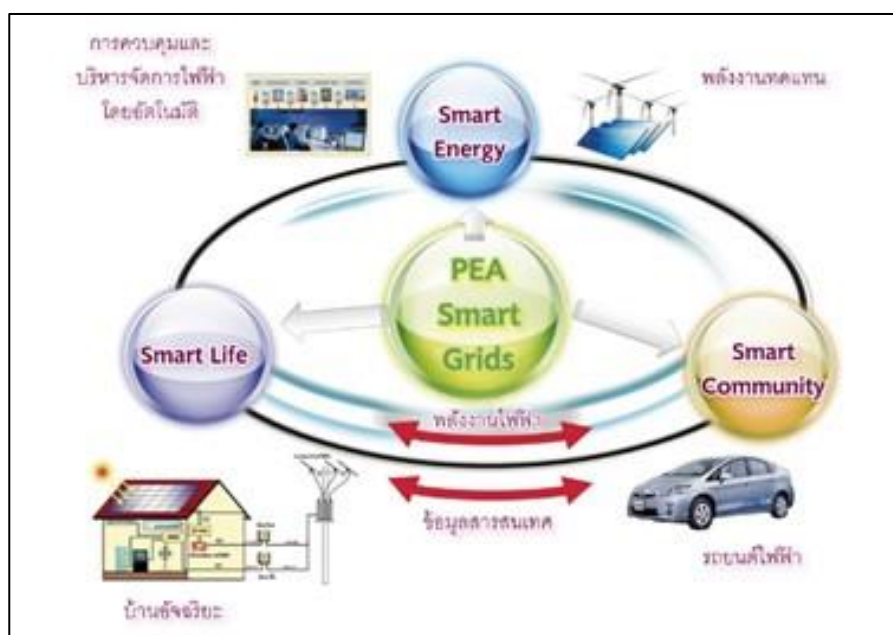 การควบคุมและ
บริหารจัดการไฟฟ้า
โดยอัตโนมัติ
พลังงานทดแทน
Smart
Energy
PEA
Smart
Grids
Smart Life
Smart
Community
พลังงานไฟฟ้า
ข้อมูลสารสนเทศ
รถยนต์ไฟฟ้า
บ้านอัจฉริยะ